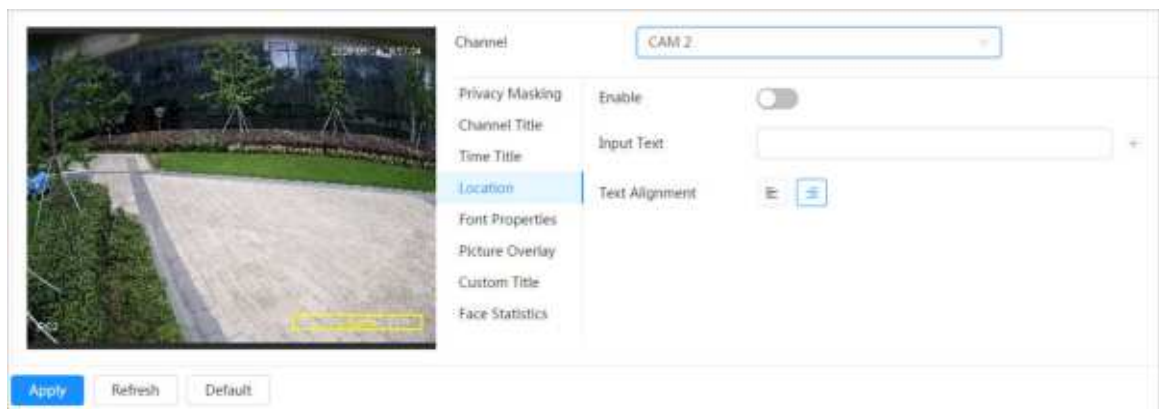 Channel
CAM 2
Privacy Masking
Channel Title
Time Title
Location
Font Properties
Picture Overlay
Custom Title
Face Statistics
Enable
Input Text
+
Text Alignment
Apply
Refresh
Default